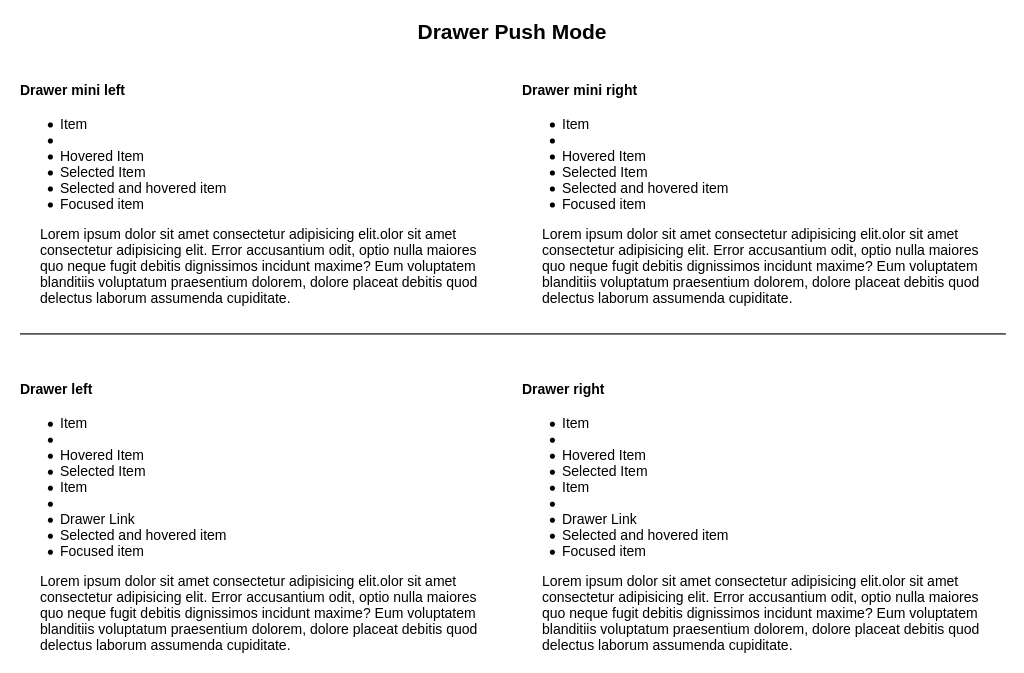 Drawer Push Mode
Drawer mini left
Item
Hovered Item
Selected Item
Selected and hovered item
Focused item
Lorem ipsum dolor sit amet consectetur adipisicing elit.olor sit amet
consectetur adipisicing elit. Error accusantium odit, optio nulla maiores
quo neque fugit debitis dignissimos incidunt maxime? Eum voluptatem
blanditiis voluptatum praesentium dolorem, dolore placeat debitis quod
delectus laborum assumenda cupiditate.
Drawer mini right
Item
Hovered Item
Selected Item
Selected and hovered item
Focused item
Lorem ipsum dolor sit amet consectetur adipisicing elit.olor sit amet
consectetur adipisicing elit. Error accusantium odit, optio nulla maiores
quo neque fugit debitis dignissimos incidunt maxime? Eum voluptatem
blanditiis voluptatum praesentium dolorem, dolore placeat debitis quod
delectus laborum assumenda cupiditate.
Drawer left
Item
Hovered Item
Selected Item
Item
Drawer Link
Selected and hovered item
Focused item
Lorem ipsum dolor sit amet consectetur adipisicing elit.olor sit amet
consectetur adipisicing elit. Error accusantium odit, optio nulla maiores
quo neque fugit debitis dignissimos incidunt maxime? Eum voluptatem
blanditiis voluptatum praesentium dolorem, dolore placeat debitis quod
delectus laborum assumenda cupiditate.
Drawer right
Item
Hovered Item
Selected Item
Item
Drawer Link
Selected and hovered item
Focused item
Lorem ipsum dolor sit amet consectetur adipisicing elit.olor sit amet
consectetur adipisicing elit. Error accusantium odit, optio nulla maiores
quo neque fugit debitis dignissimos incidunt maxime? Eum voluptatem
blanditiis voluptatum praesentium dolorem, dolore placeat debitis quod
delectus laborum assumenda cupiditate.